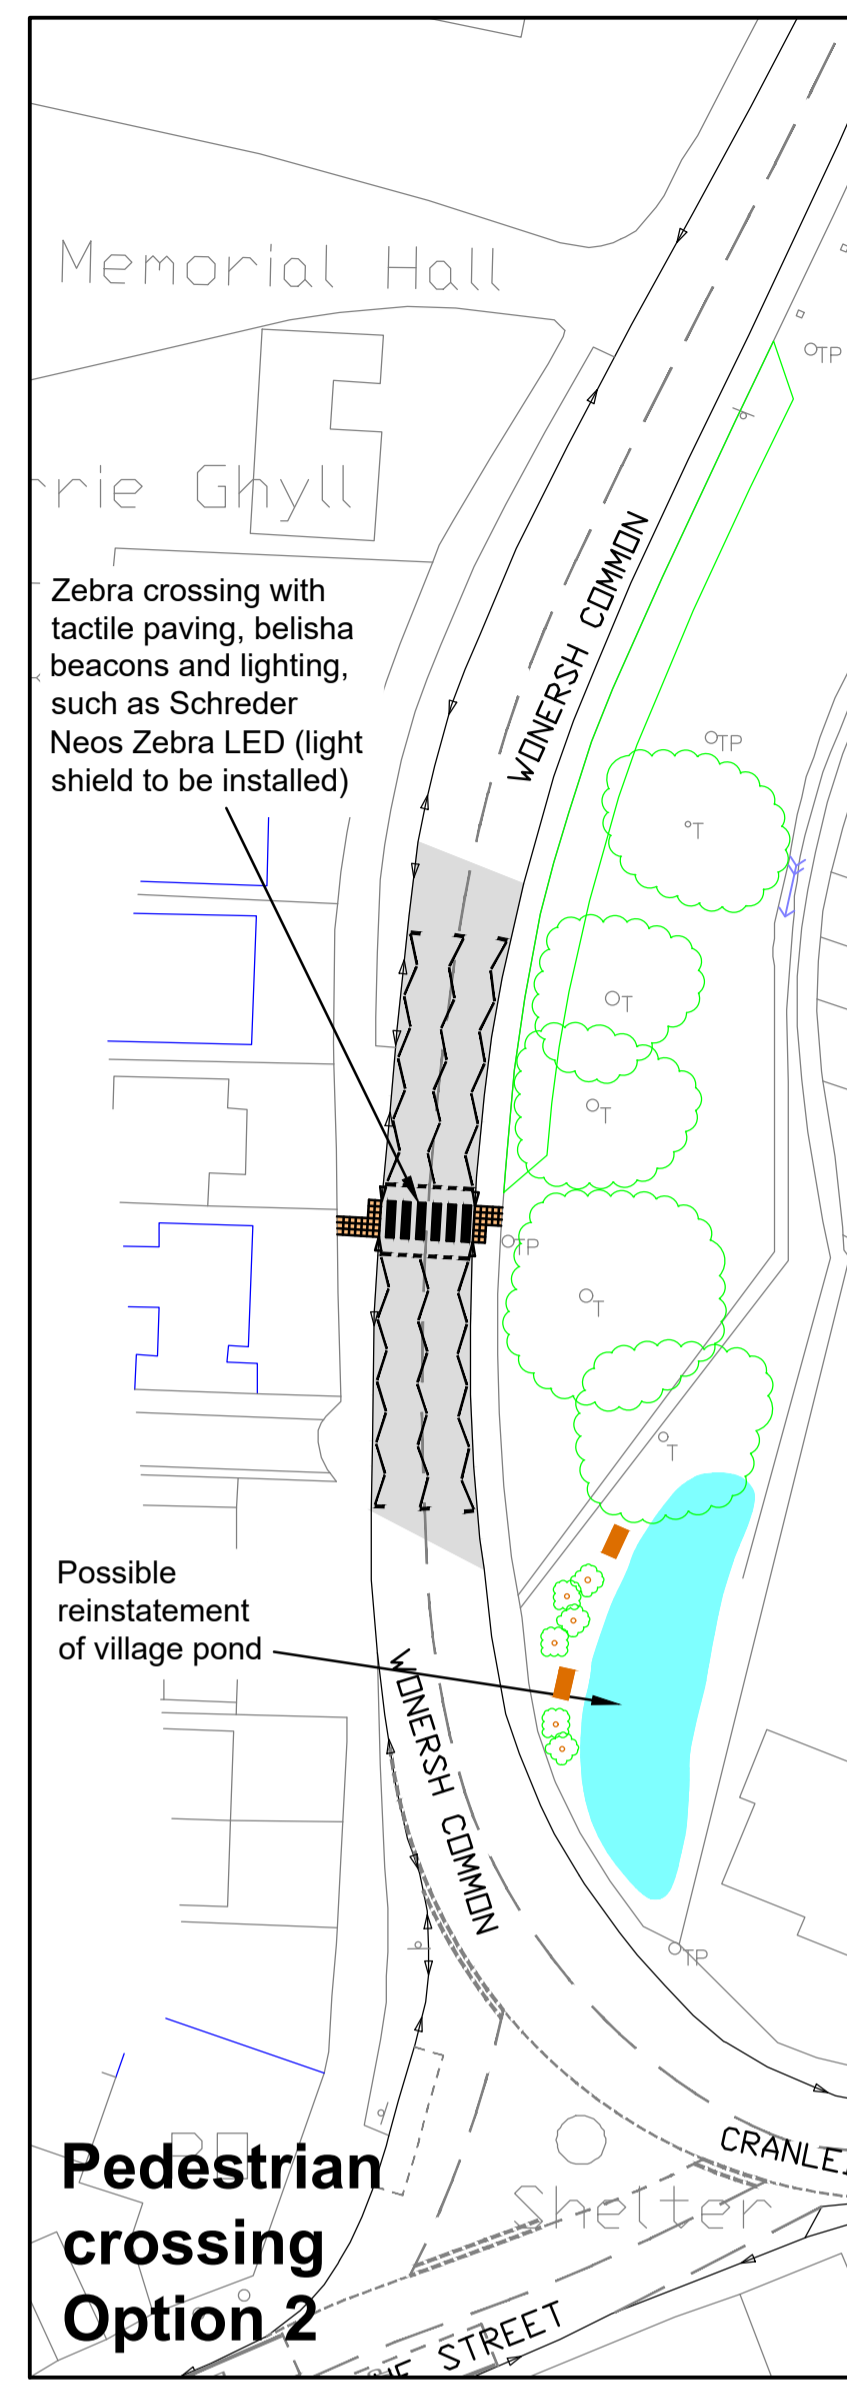 Memorial Hall
TP
rrie Ghyll
WONERSH COMMON
Zebra crossing with
tactile paving, belisha
beacons and lighting,
such as Schreder
Neos Zebra LED (light
shield to be installed)
TP
T
T
T
TP
T
T
Possible
reinstatement
of village pond
WONERSH COMMON
TP
CRANLE
Shelter
Pedestrian
crossing
Option 2
STREET